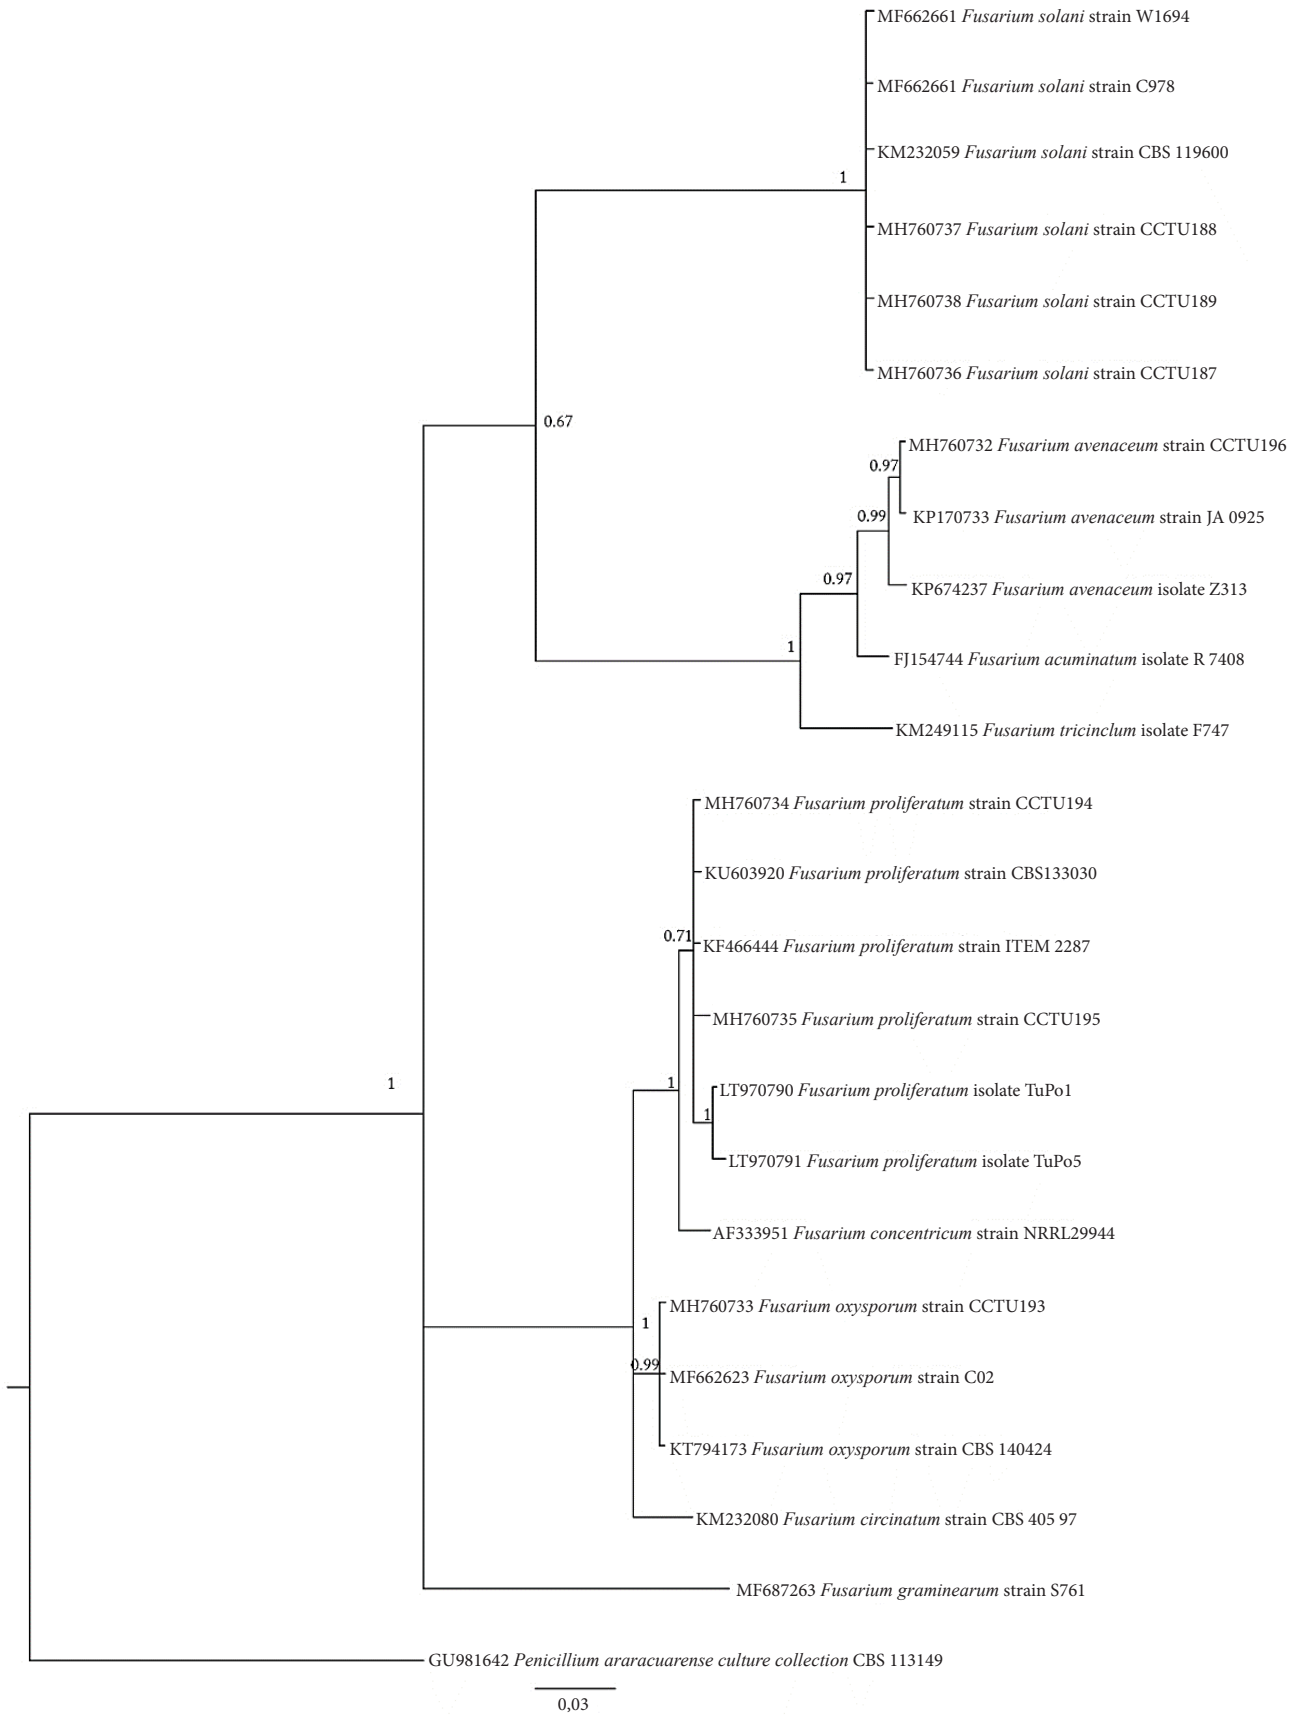 MF662661 Fusarium solani strain W1694
MF662661 Fusarium solani strain C978
KM232059 Fusarium solani strain CBS 119600
1
MH760737 Fusarium solani strain CCTU188
MH760738 Fusarium solani strain CCTU189
MH760736 Fusarium solani strain CCTU187
0.67
MH760732 Fusarium avenaceum strain CCTU196
0.97
KP170733 Fusarium avenaceum strain JA 0925
0.99
KP674237 Fusarium avenaceum isolate Z313
0.97
1
FJ154744 Fusarium acuminatum isolate R 7408
KM249115 Fusarium tricinclum isolate F747
MH760734 Fusarium proliferatum strain CCTU194
KU603920 Fusarium proliferatum strain CBS133030
0.71
KF466444 Fusarium proliferatum strain ITEM 2287
MH760735 Fusarium proliferatum strain CCTU195
1
1
LT970790 Fusarium proliferatum isolate TuPo1
1
LT970791 Fusarium proliferatum isolate TuPo5
AF333951 Fusarium concentricum strain NRRL29944
MH760733 Fusarium oxysporum strain CCTU193
1
0.99
MF662623 Fusarium oxysporum strain C02
KT794173 Fusarium oxysporum strain CBS 140424
KM232080 Fusarium circinatum strain CBS 405 97
MF687263 Fusarium graminearum strain S761
GU981642 Penicillium araracuarense culture collection CBS 113149
0,03